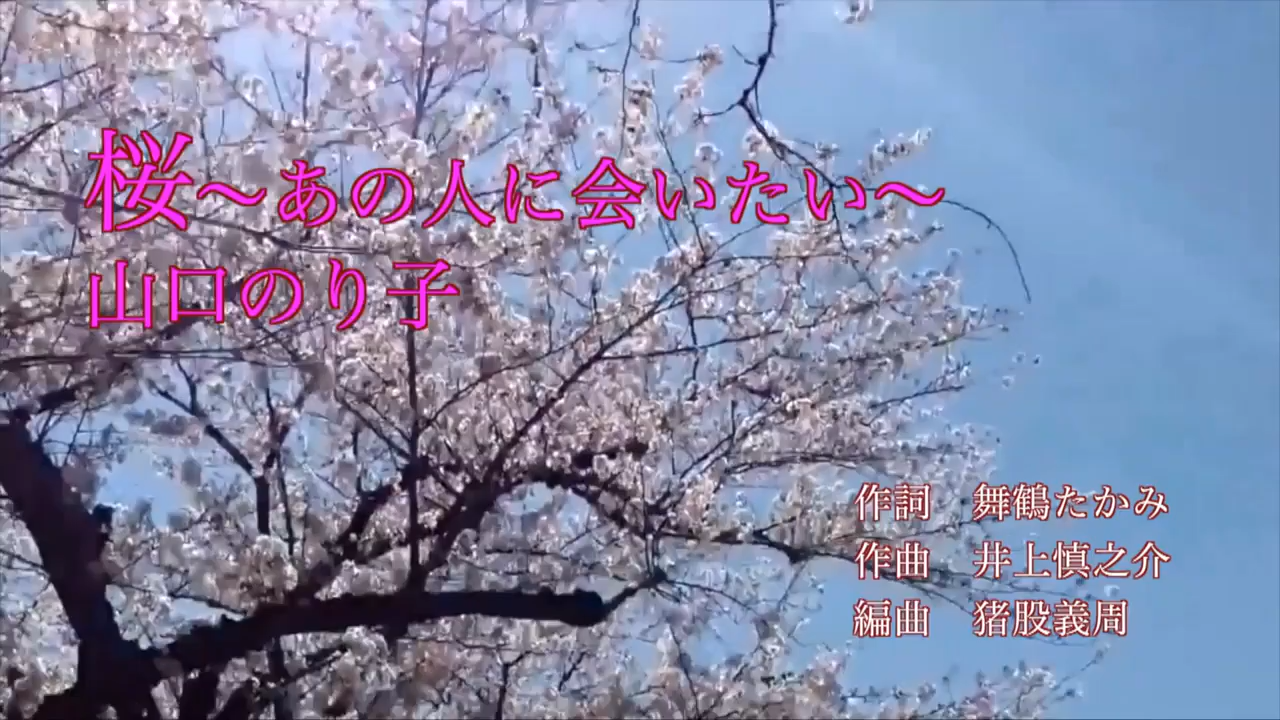 桜～あの人に会いたい～
山口のり子
作詞　舞鶴たかみ
作曲　井上慎之介
編曲　猪股義周